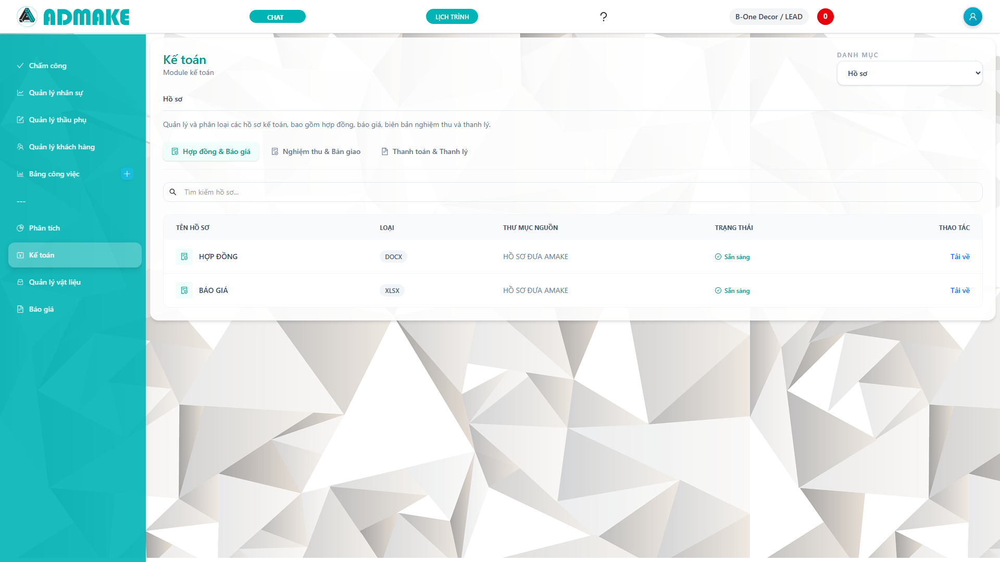 ADMAKE
CHAT
LỊCH TRÌNH
?
B-One Decor / LEAD
0
Chấm công
Quản lý nhân sự
Quản lý thầu phụ
Quản lý khách hàng
Bảng công việc
---
Phân tích
Kế toán
Quản lý vật liệu
Báo giá
Kế toán
Module kế toán
DANH MỤC
Hồ sơ
Hồ sơ
Quản lý và phân loại các hồ sơ kế toán, bao gồm hợp đồng, báo giá, biên bản nghiệm thu và thanh lý.
Hợp đồng & Báo giá
Nghiệm thu & Bàn giao
Thanh toán & Thanh lý
Tìm kiếm hồ sơ...
TÊN HỒ SƠ LOẠI THƯ MỤC NGUỒN TRẠNG THÁI THAO TÁC
HỢP ĐỒNG DOCX HỒ SƠ ĐƯA AMAKE Sẵn sàng Tải về
BÁO GIÁ XLSX HỒ SƠ ĐƯA AMAKE Sẵn sàng Tải về